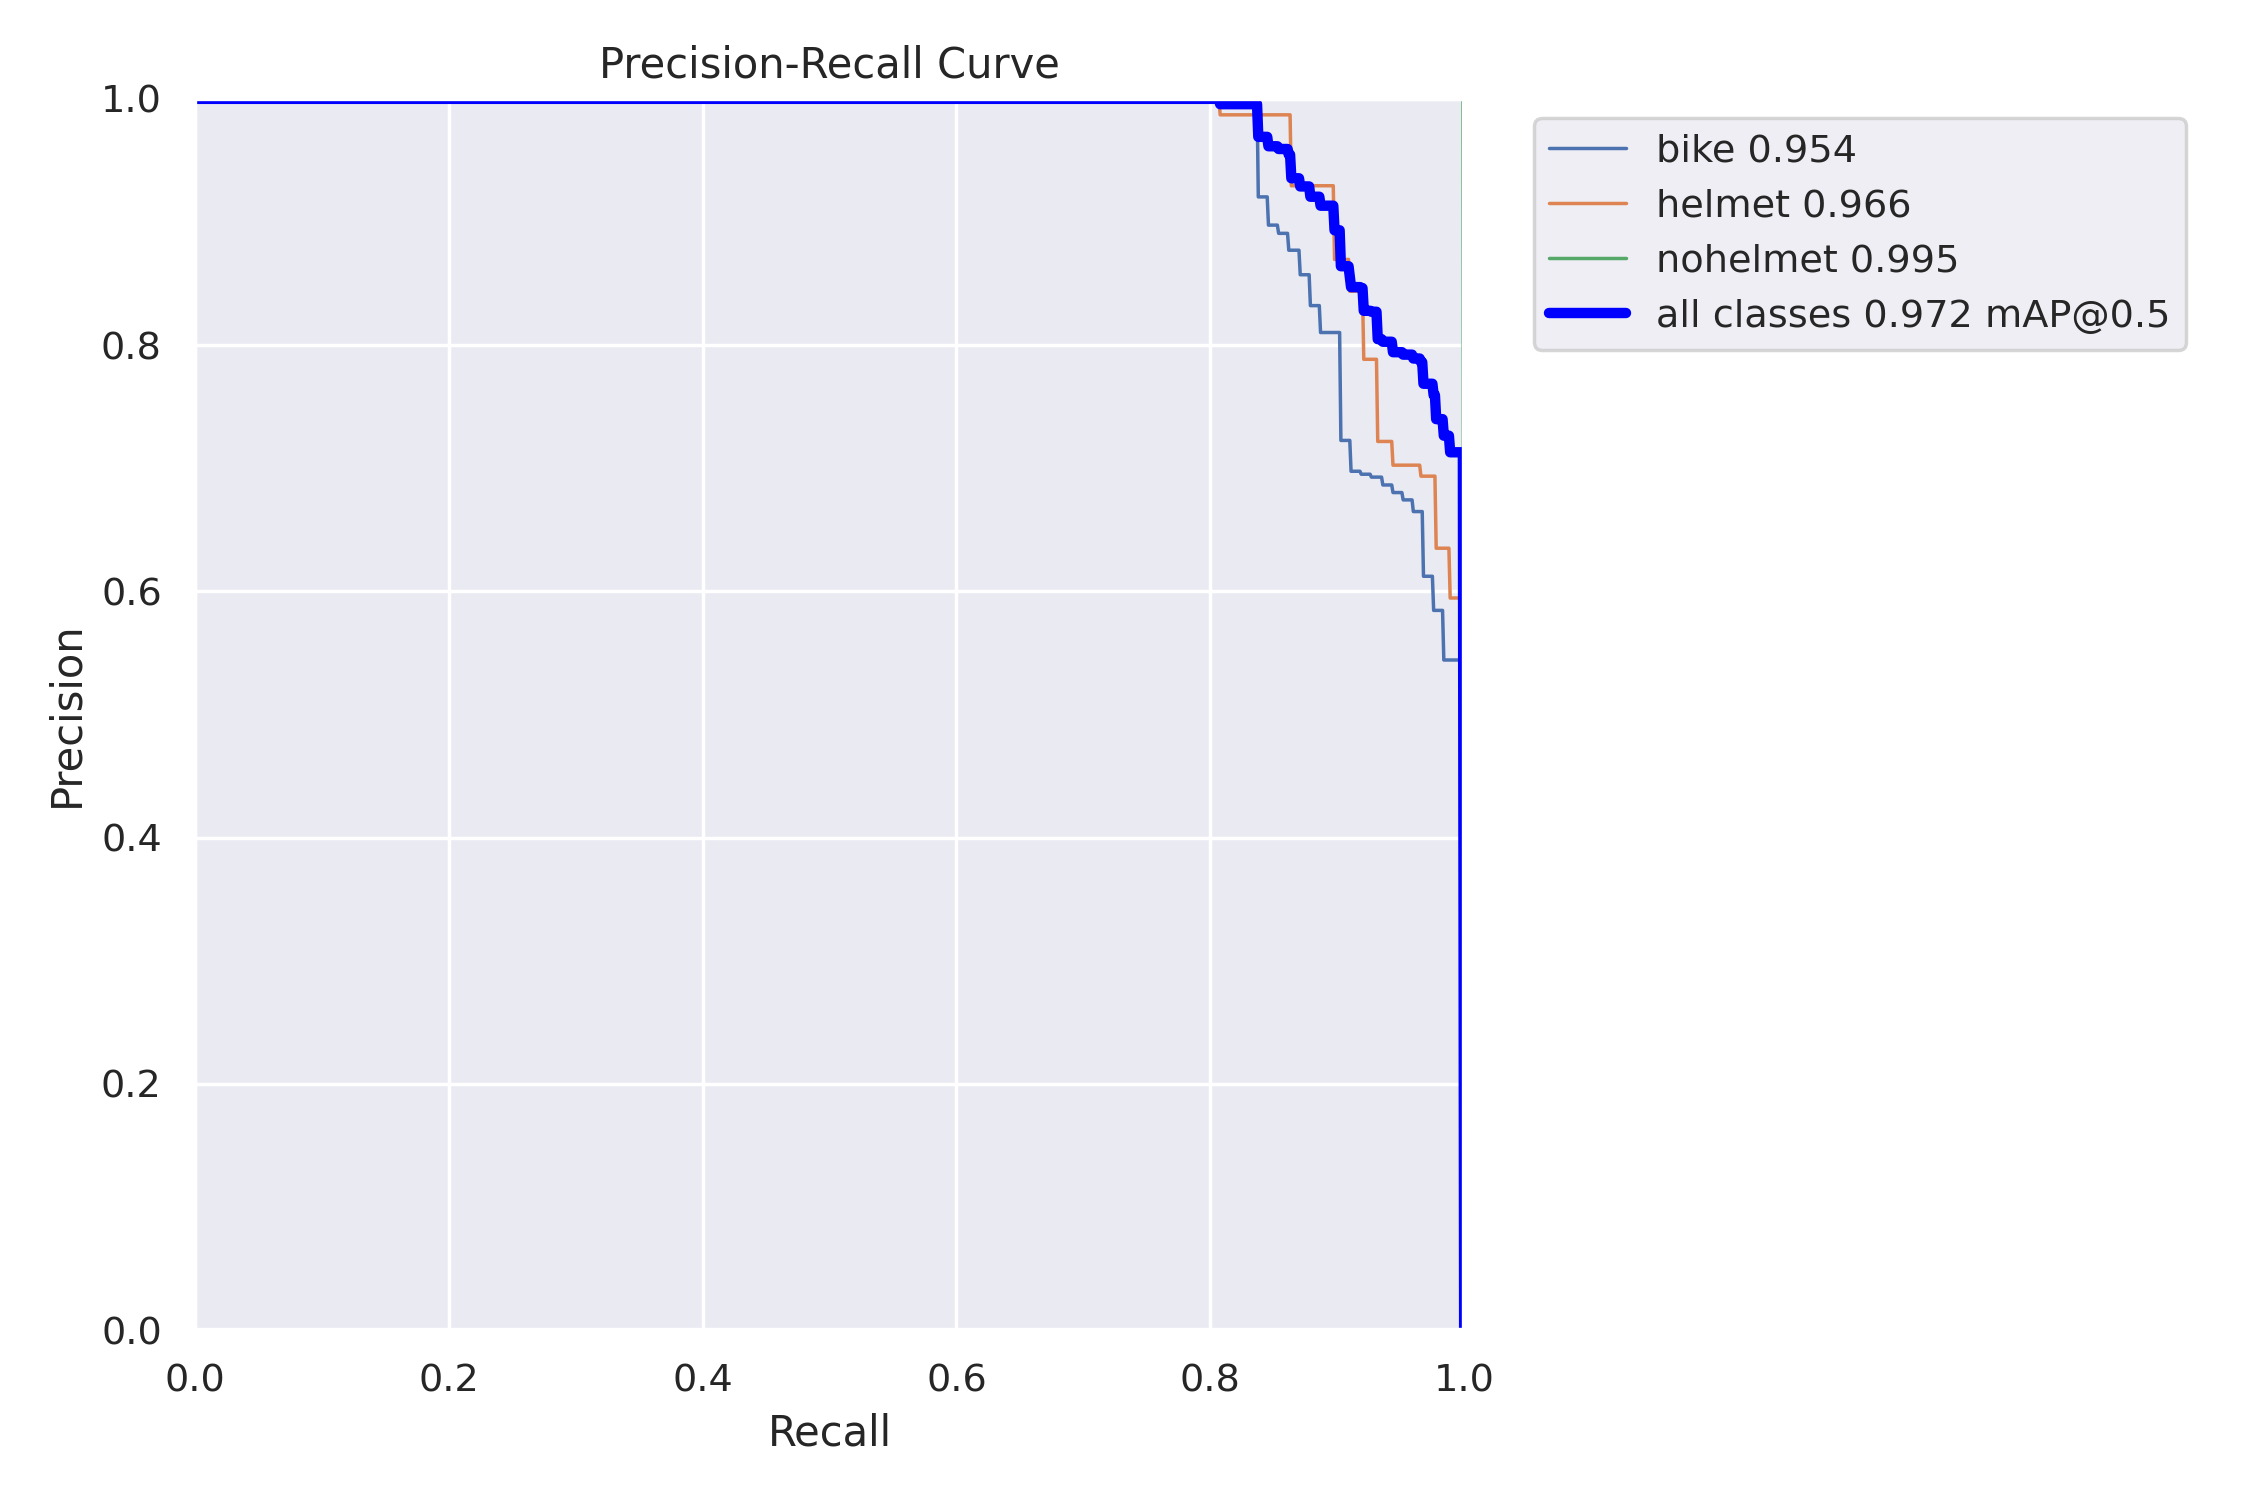 Precision-Recall Curve
1.0
0.8
0.6
0.4
0.2
0.0
Precision
0.0 0.2 0.4 0.6 0.8 1.0
Recall
bike 0.954
helmet 0.966
nohelmet 0.995
all classes 0.972 mAP@0.5